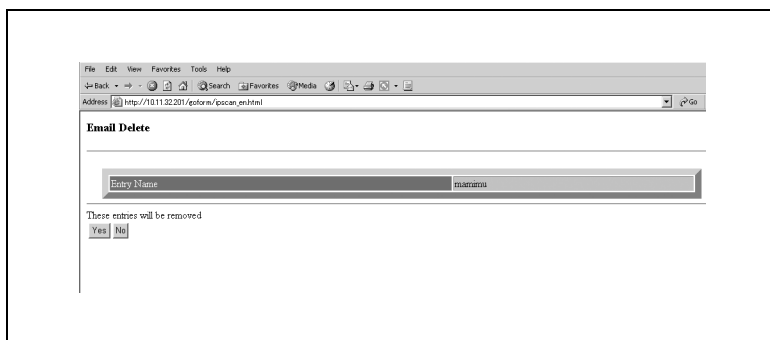 File Edit View Favorites Tools Help
Back Search Favorites Media
Address http://10.11.32.201/goform/ipscan_en.html Go
Email Delete
Entry Name mamimu
These entries will be removed
Yes No